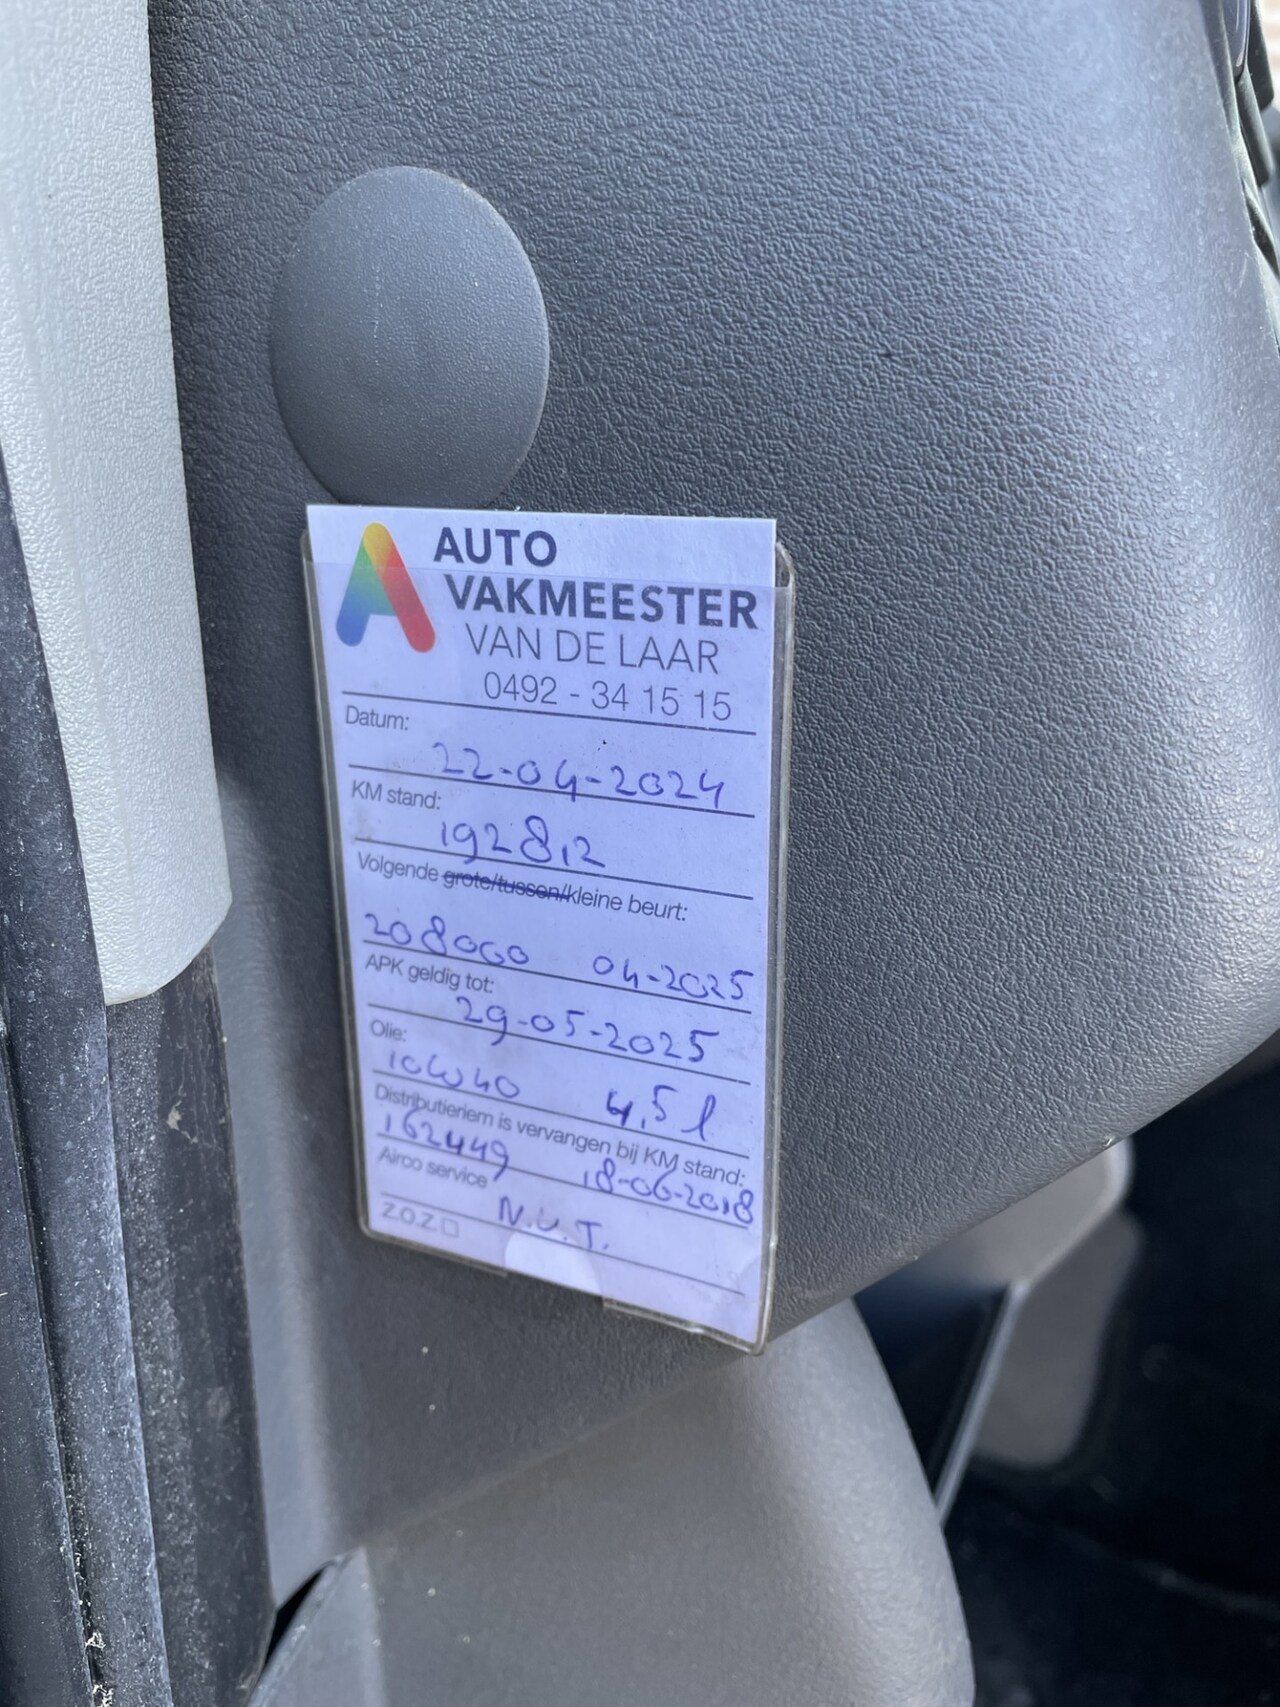 AUTO
VAKMEESTER
VAN DE LAAR
0492 - 34 15 15
Datum:
22-04-2024
KM stand:
192812
Volgende grote/tussen/kleine beurt:
208000 04-2025
APK geldig tot:
29-05-2025
Olie:
10W40 4,5 l
Distributieriem is vervangen bij KM stand:
162449 18-06-2018
Airco service
N.V.T.
Z.O.Z.